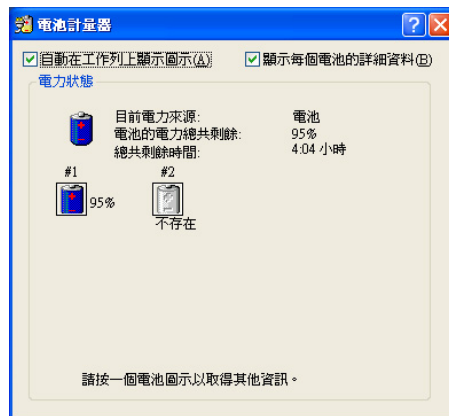 電池計量器
自動在工作列上顯示圖示(A)
顯示每個電池的詳細資料(B)
電力狀態
目前電力來源: 電池
電池的電力總共剩餘: 95%
總共剩餘時間: 4:04 小時
#1 #2
95%
不存在
請按一個電池圖示以取得其他資訊。